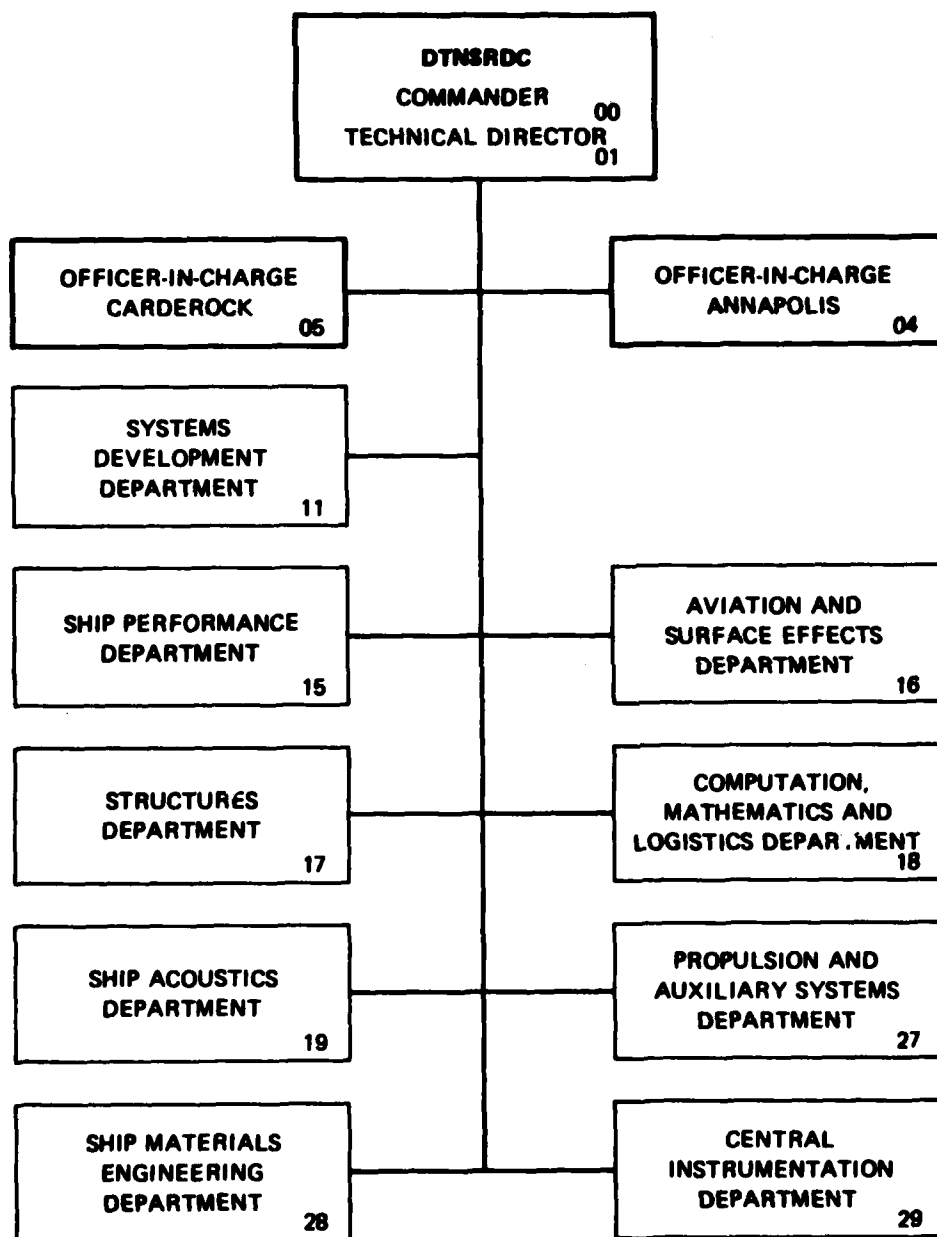 DTNSRDC
COMMANDER
00
TECHNICAL DIRECTOR
01
OFFICER-IN-CHARGE
CARDEROCK
05
OFFICER-IN-CHARGE
ANNAPOLIS
04
SYSTEMS
DEVELOPMENT
DEPARTMENT
11
SHIP PERFORMANCE
DEPARTMENT
15
AVIATION AND
SURFACE EFFECTS
DEPARTMENT
16
STRUCTURES
DEPARTMENT
17
COMPUTATION,
MATHEMATICS AND
LOGISTICS DEPAR.MENT
18
SHIP ACOUSTICS
DEPARTMENT
19
PROPULSION AND
AUXILIARY SYSTEMS
DEPARTMENT
27
SHIP MATERIALS
ENGINEERING
DEPARTMENT
28
CENTRAL
INSTRUMENTATION
DEPARTMENT
29